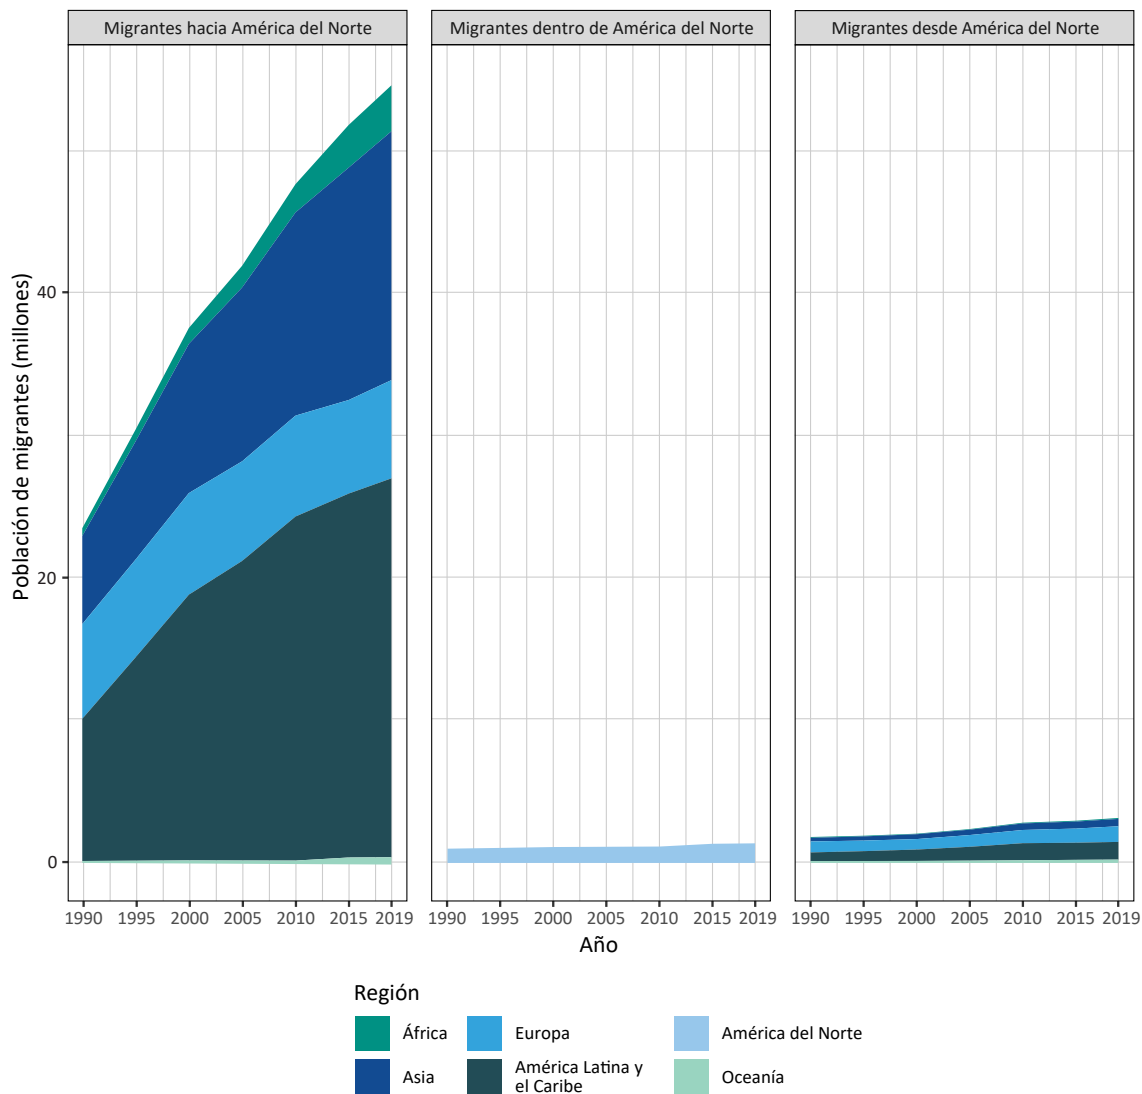 Migrantes hacia América del Norte
Migrantes dentro de América del Norte
Migrantes desde América del Norte
Población de migrantes (millones)
40
20
0
1990 1995 2000 2005 2010 2015 2019
1990 1995 2000 2005 2010 2015 2019
1990 1995 2000 2005 2010 2015 2019
Año
Región
África
Europa
América del Norte
Asia
América Latina y
el Caribe
Oceanía